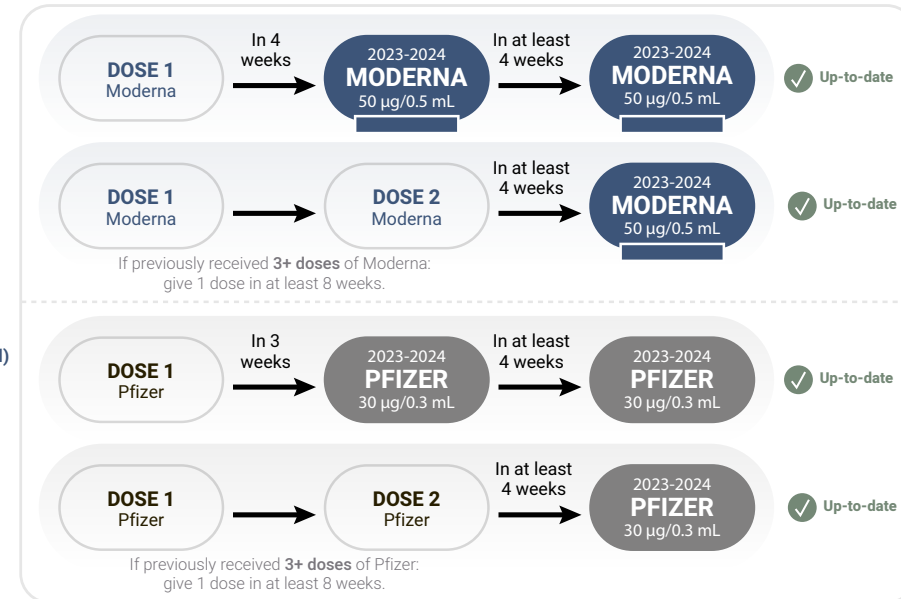 In 4
weeks
In at least
4 weeks
DOSE 1
Moderna
2023-2024
MODERNA
50 µg/0.5 mL
2023-2024
MODERNA
50 µg/0.5 mL
Up-to-date
In at least
4 weeks
DOSE 1
Moderna
DOSE 2
Moderna
2023-2024
MODERNA
50 µg/0.5 mL
Up-to-date
If previously received 3+ doses of Moderna:
give 1 dose in at least 8 weeks.
)
In 3
weeks
In at least
4 weeks
DOSE 1
Pfizer
2023-2024
PFIZER
30 µg/0.3 mL
2023-2024
PFIZER
30 µg/0.3 mL
Up-to-date
In at least
4 weeks
DOSE 1
Pfizer
DOSE 2
Pfizer
2023-2024
PFIZER
30 µg/0.3 mL
Up-to-date
If previously received 3+ doses of Pfizer:
give 1 dose in at least 8 weeks.